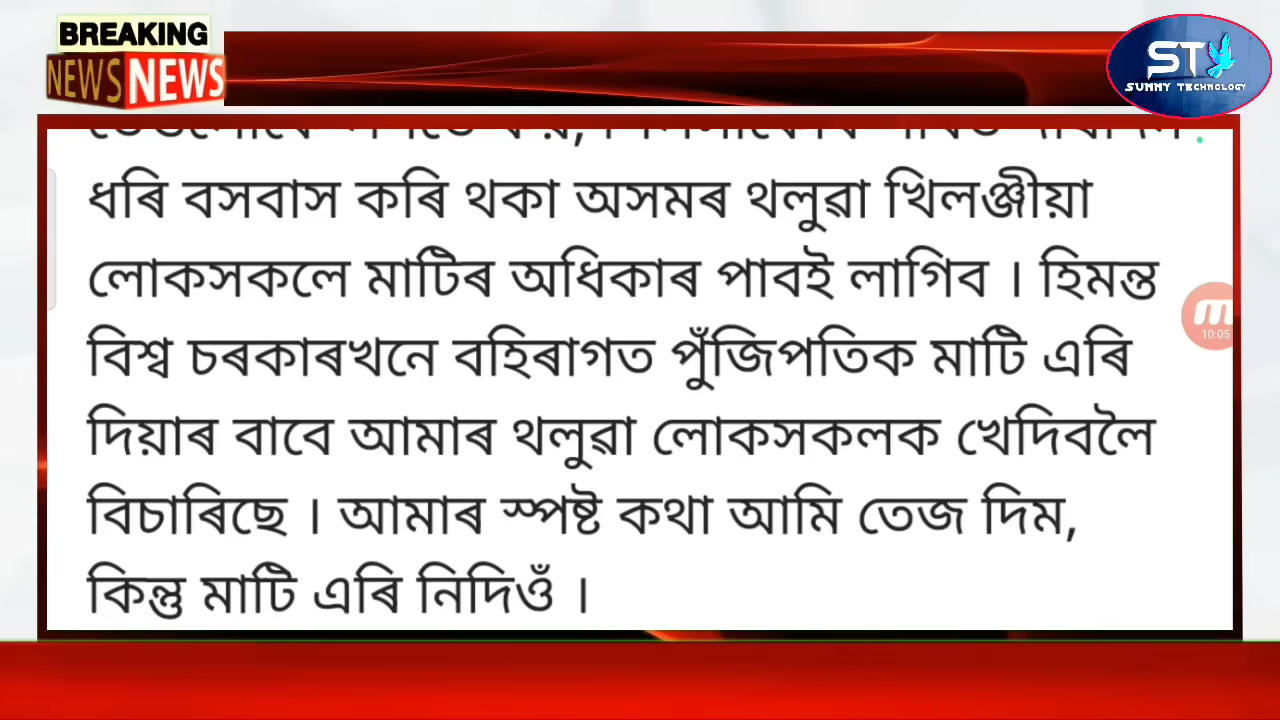 BREAKING
NEWS NEWS
ST
SUNNY TECHNOLOGY
ধৰি বসবাস কৰি থকা অসমৰ থলুৱা খিলঞ্জীয়া
লোকসকলে মাটিৰ অধিকাৰ পাবই লাগিব ।  হিমন্ত
বিশ্ব চৰকাৰখনে বহিৰাগত পুঁজিপতিক মাটি এৰি
দিয়াৰ বাবে আমাৰ থলুৱা লোকসকলক খেদিবলৈ
বিচাৰিছে । আমাৰ স্পষ্ট কথা আমি তেজ দিম,
কিন্তু মাটি এৰি নিদিওঁ ।
10:05